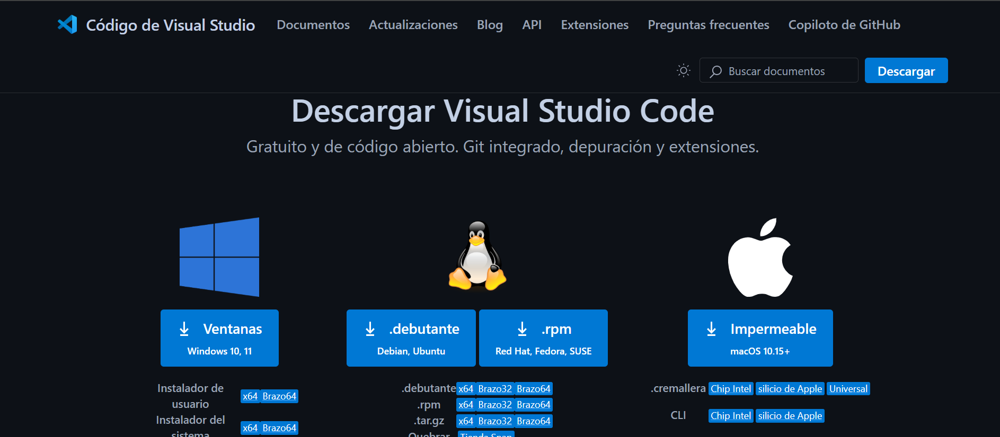 Código de Visual Studio Documentos Actualizaciones Blog API Extensiones Preguntas frecuentes Copiloto de GitHub
Buscar documentos Descargar
Descargar Visual Studio Code
Gratuito y de código abierto. Git integrado, depuración y extensiones.
Ventanas
Windows 10, 11
.debutante
Debian, Ubuntu
.rpm
Red Hat, Fedora, SUSE
Impermeable
macOS 10.15+
Instalador de
usuario
x64 Brazo64
Instalador del
sistema
x64 Brazo64
.debutante x64 Brazo32 Brazo64
.rpm x64 Brazo32 Brazo64
.tar.gz x64 Brazo32 Brazo64
Quebrar Tienda Snap
.cremallera Chip Intel silicio de Apple Universal
CLI Chip Intel silicio de Apple